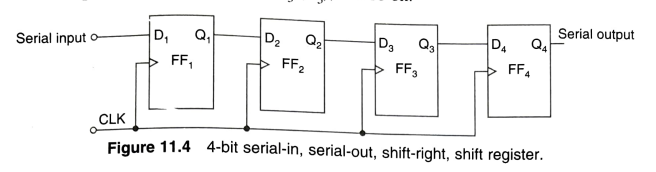 Serial input D₁ Q₁ D₂ Q₂ D₃ Q₃ D₄ Q₄ Serial output
FF₁ FF₂ FF₃ FF₄
CLK
Figure 11.4 4-bit serial-in, serial-out, shift-right, shift register.